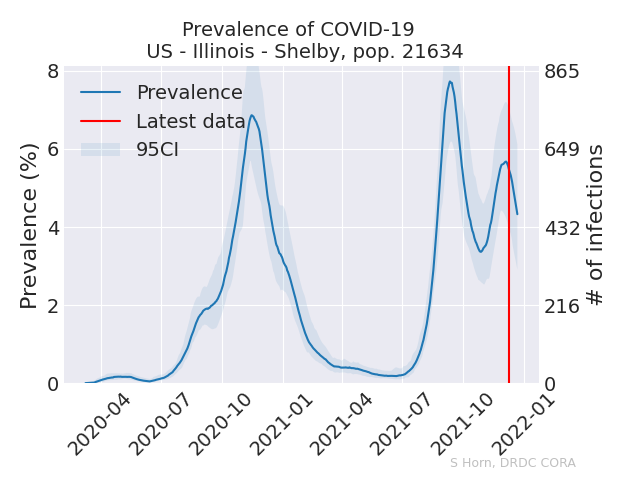 Prevalence of COVID-19
US - Illinois - Shelby, pop. 21634
Prevalence
Latest data
95CI
Prevalence (%)
8
6
4
2
0
865
649
432
216
0
# of infections
2020-04
2020-07
2020-10
2021-01
2021-04
2021-07
2021-10
2022-01
S Horn, DRDC CORA